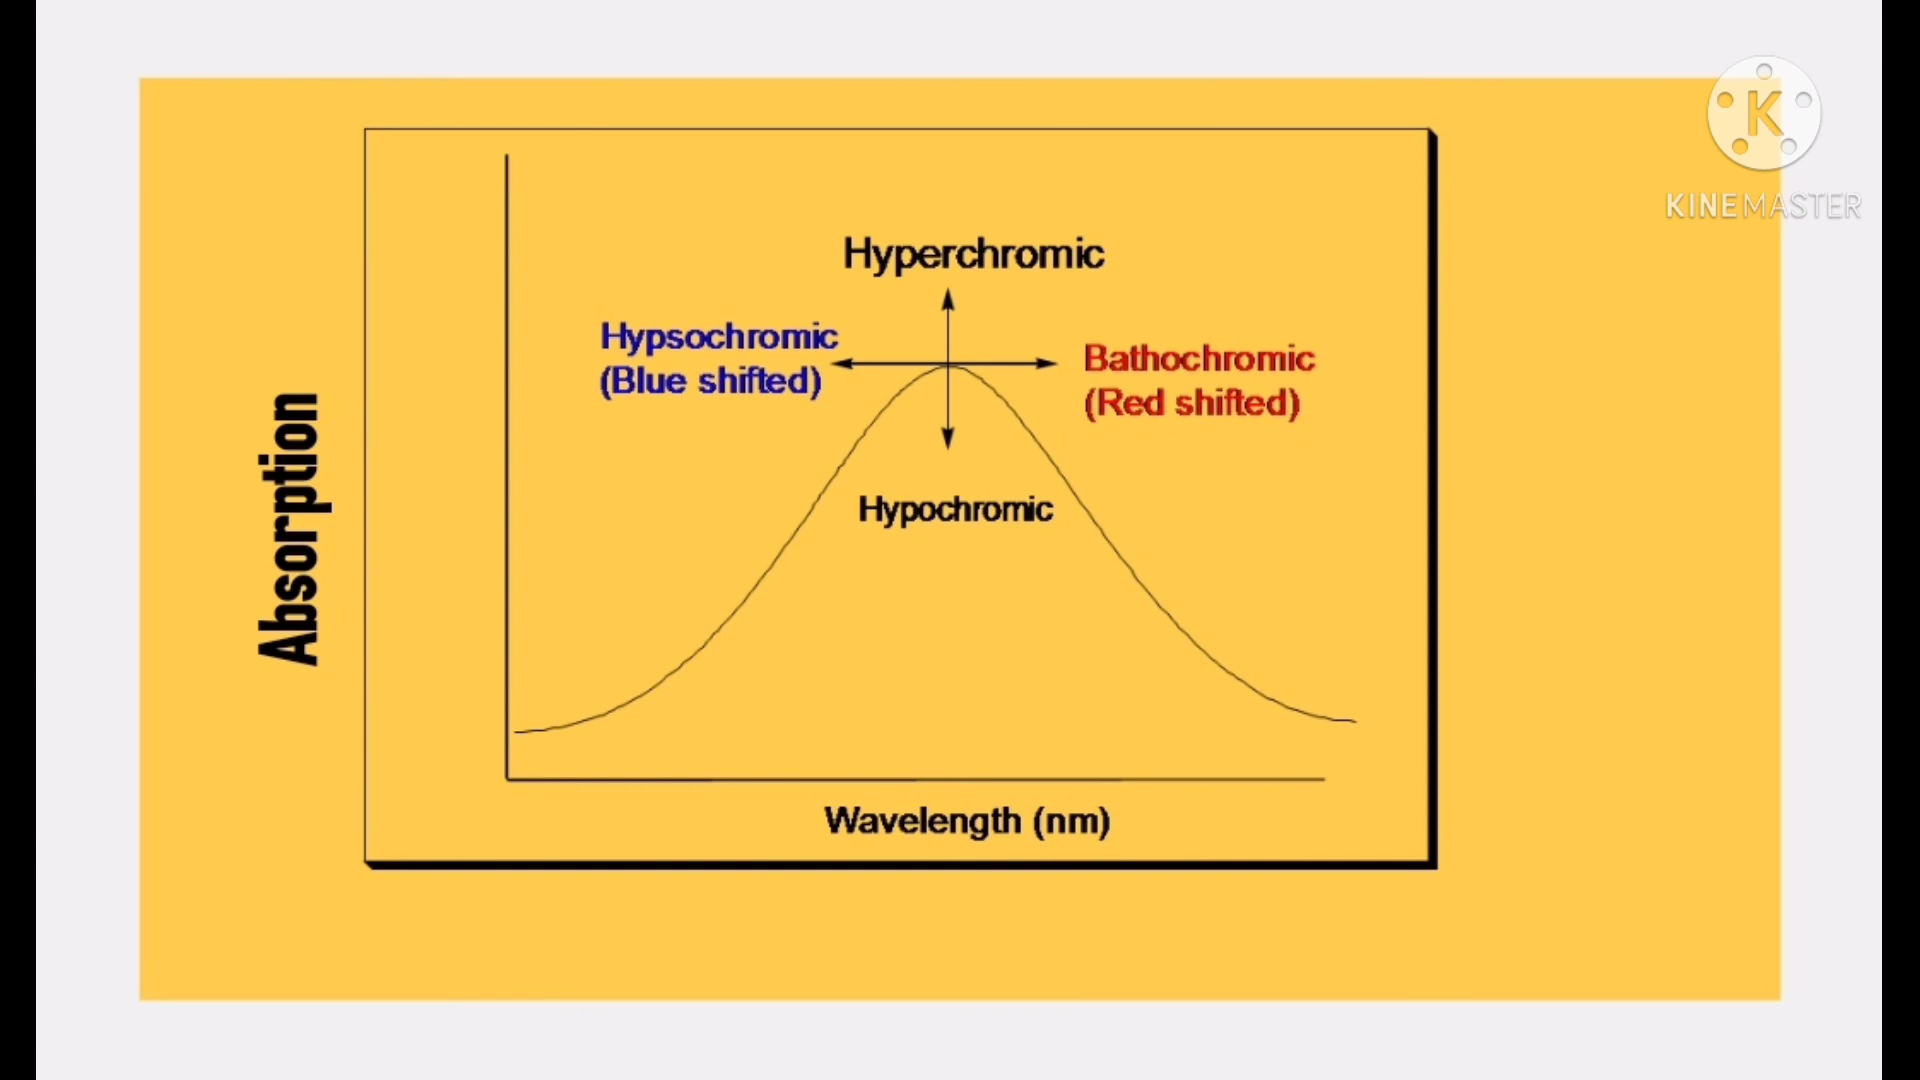 K
KINEMASTER
Hyperchromic
Hypsochromic
(Blue shifted)
Bathochromic
(Red shifted)
Hypochromic
Absorption
Wavelength (nm)